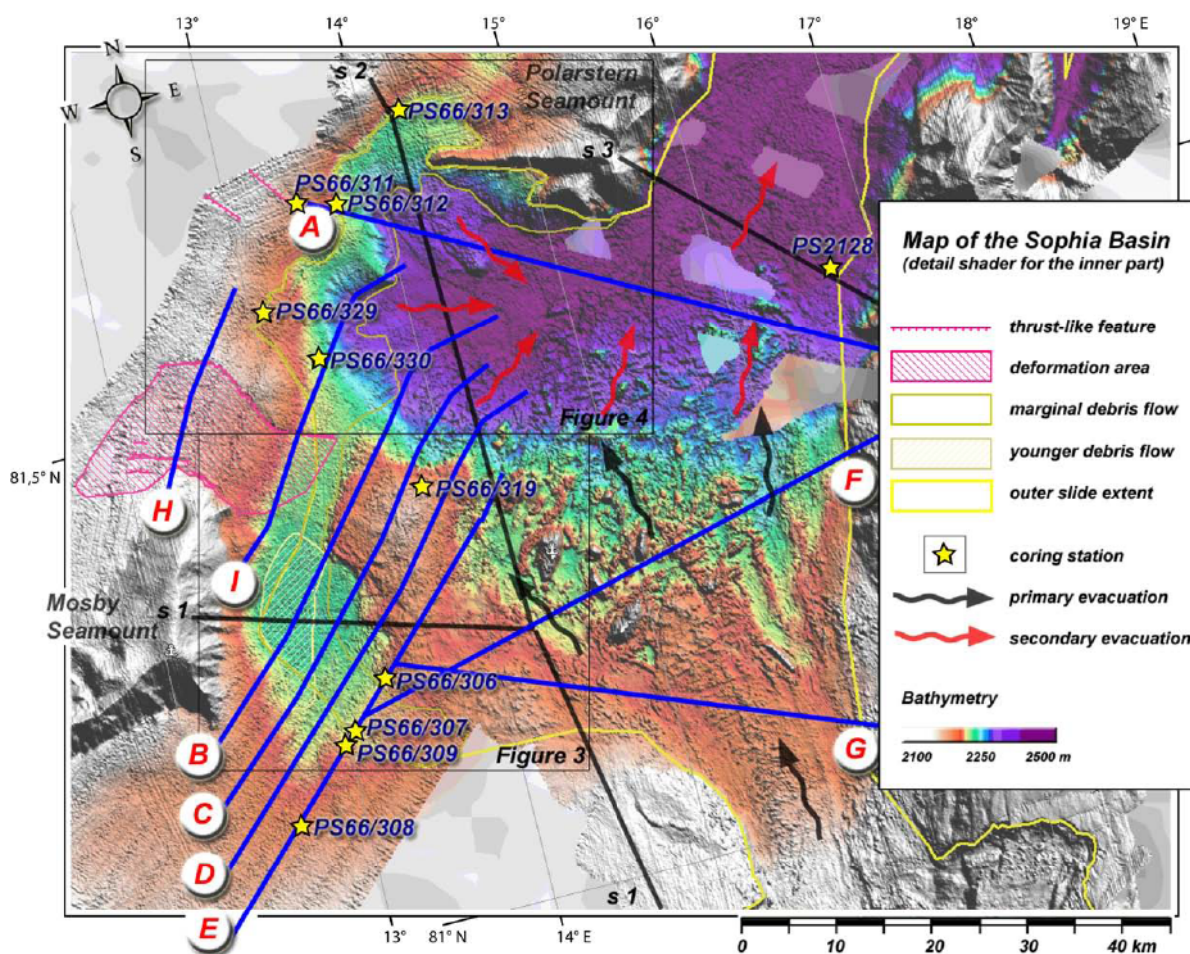 13°
14°
15°
16°
17°
18°
19° E
N
W
E
S
s 2
Polarstern
Seamount
PS66/313
s 3
PS66/311
PS66/312
A
PS2128
PS66/329
PS66/330
Figure 4
81,5° N
PS66/319
H
F
I
Mosby
Seamount
s 1
PS66/306
PS66/307
PS66/309
Figure 3
B
G
C
PS66/308
D
E
s 1
13°
81° N
14° E
Map of the Sophia Basin
(detail shader for the inner part)
thrust-like feature
deformation area
marginal debris flow
younger debris flow
outer slide extent
coring station
primary evacuation
secondary evacuation
Bathymetry
2100 2250 2500 m
0 10 20 30 40 km